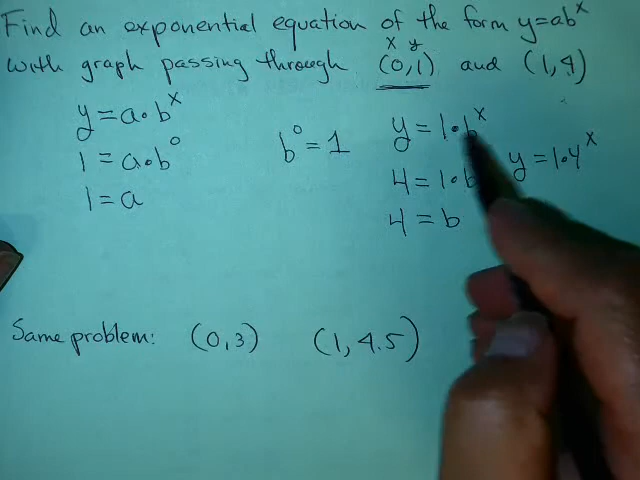 Find an exponential equation of the form y=ab^x
x y
with graph passing through (0,1) and (1,4)
y = a·b^x
1 = a·b^0
1 = a
b^0 = 1
y = 1·b^x
4 = 1·b
4 = b
y = 1·4^x
Same problem: (0,3) (1,4.5)